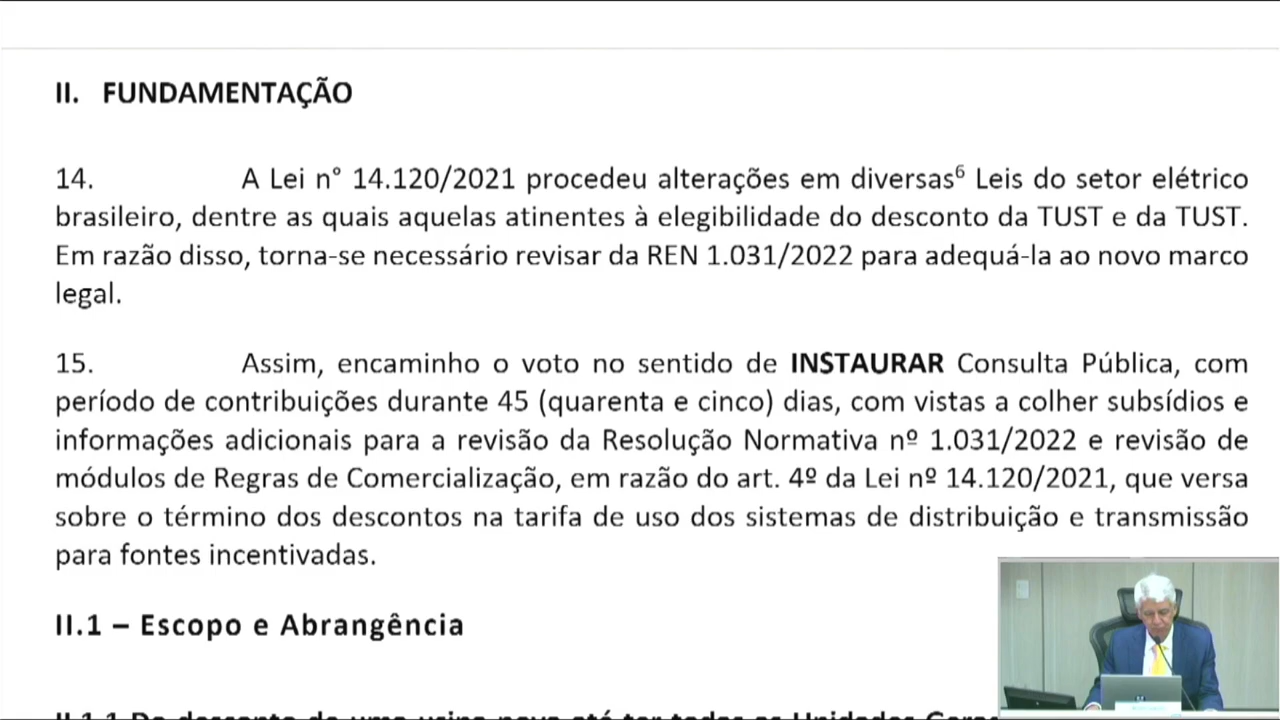 II. FUNDAMENTAÇÃO
14. A Lei n° 14.120/2021 procedeu alterações em diversas⁶ Leis do setor elétrico
brasileiro, dentre as quais aquelas atinentes à elegibilidade do desconto da TUST e da TUST.
Em razão disso, torna-se necessário revisar da REN 1.031/2022 para adequá-la ao novo marco
legal.
15. Assim, encaminho o voto no sentido de INSTAURAR Consulta Pública, com
período de contribuições durante 45 (quarenta e cinco) dias, com vistas a colher subsídios e
informações adicionais para a revisão da Resolução Normativa nº 1.031/2022 e revisão de
módulos de Regras de Comercialização, em razão do art. 4º da Lei nº 14.120/2021, que versa
sobre o término dos descontos na tarifa de uso dos sistemas de distribuição e transmissão
para fontes incentivadas.
II.1 – Escopo e Abrangência